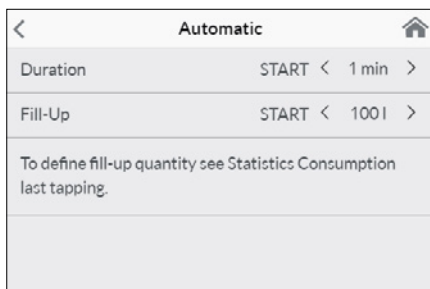 Automatic
Duration START < 1 min >
Fill-Up START < 100 l >
To define fill-up quantity see Statistics Consumption
last tapping.